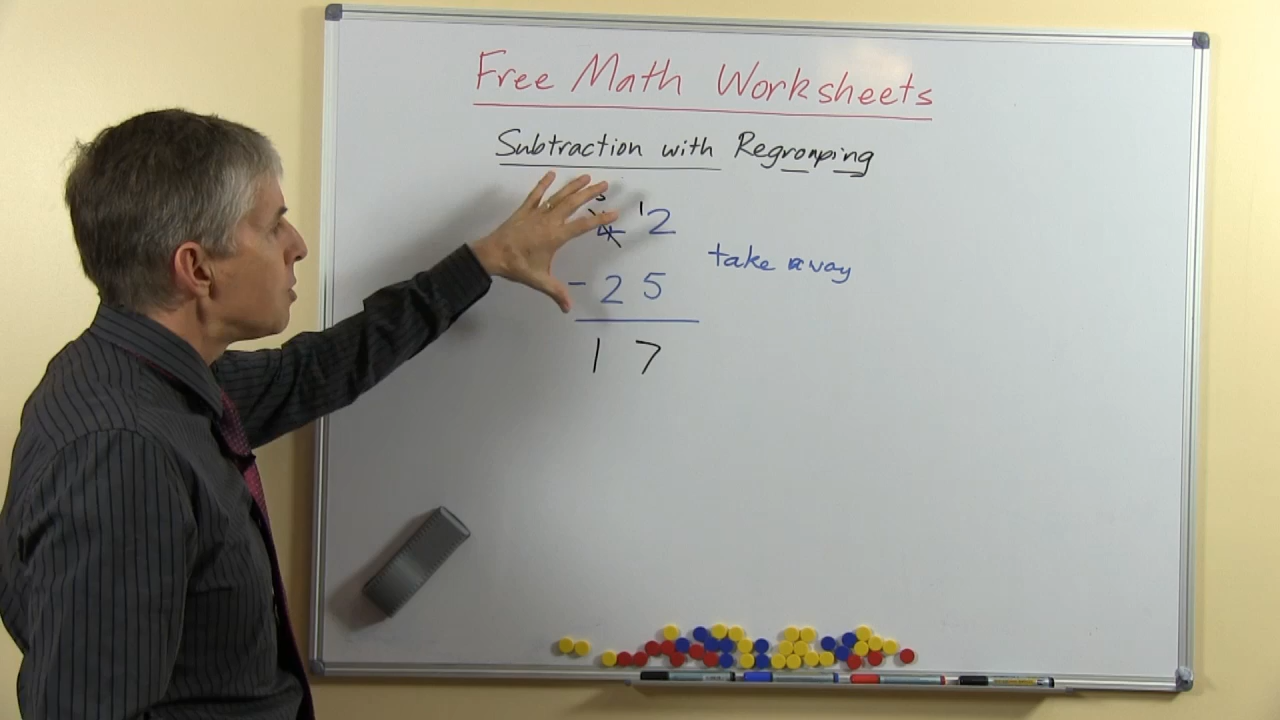 Free Math Worksheets
Subtraction with Regrouping
3
4 12
take away
- 2 5
1 7